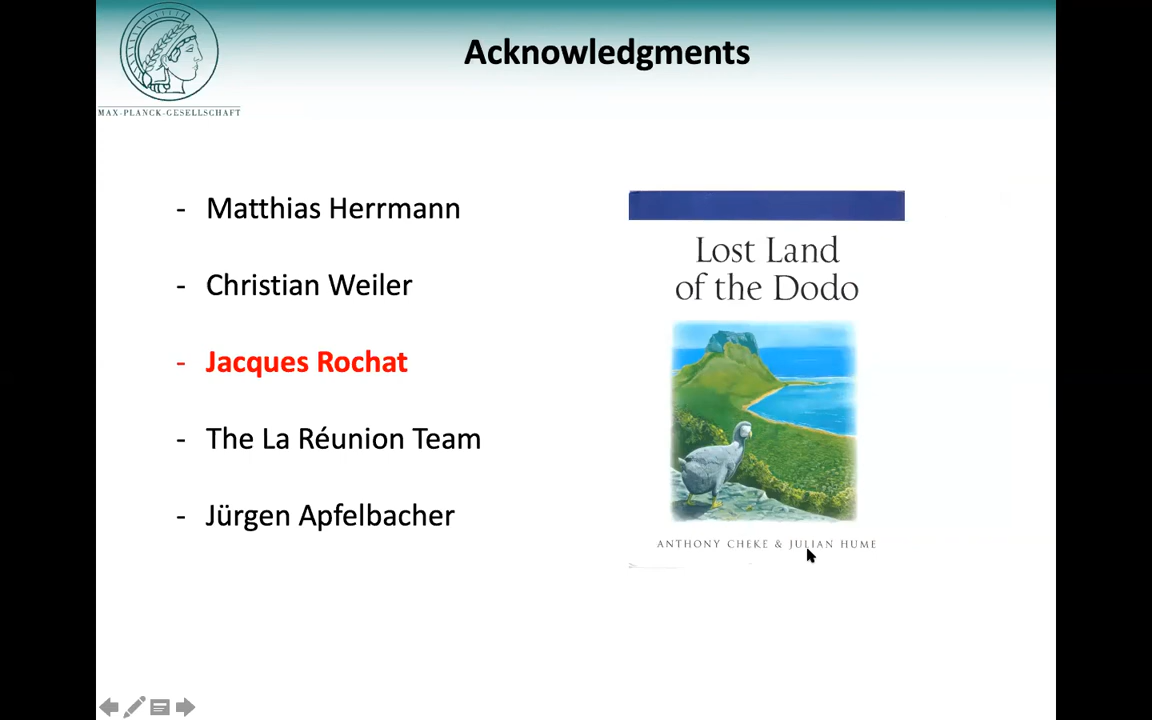 Acknowledgments
MAX-PLANCK-GESELLSCHAFT
- Matthias Herrmann
- Christian Weiler
- Jacques Rochat
- The La Réunion Team
- Jürgen Apfelbacher
Lost Land
of the Dodo
ANTHONY CHEKE & JULIAN HUME